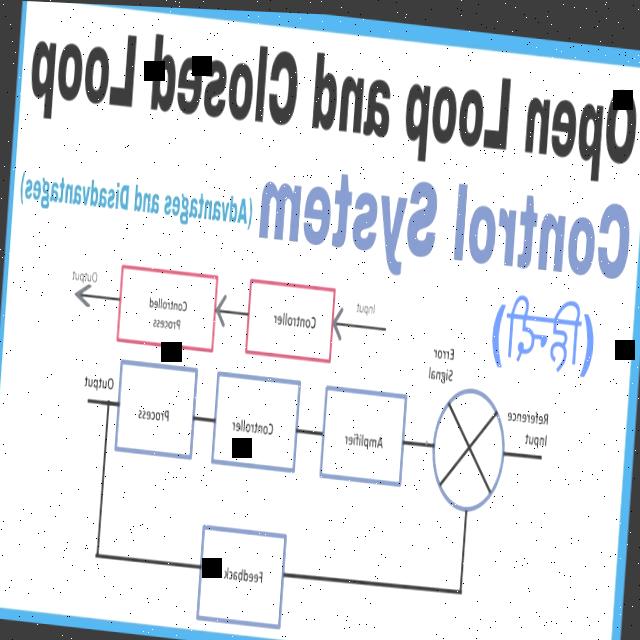 Open Loop and Closed Loop
Control System (Advantages and Disadvantages)
(हिन्दी)
Input
Controller
Controlled
Process
Output
Error
Signal
Reference
Input
Amplifier
Controller
Process
Output
Feedback